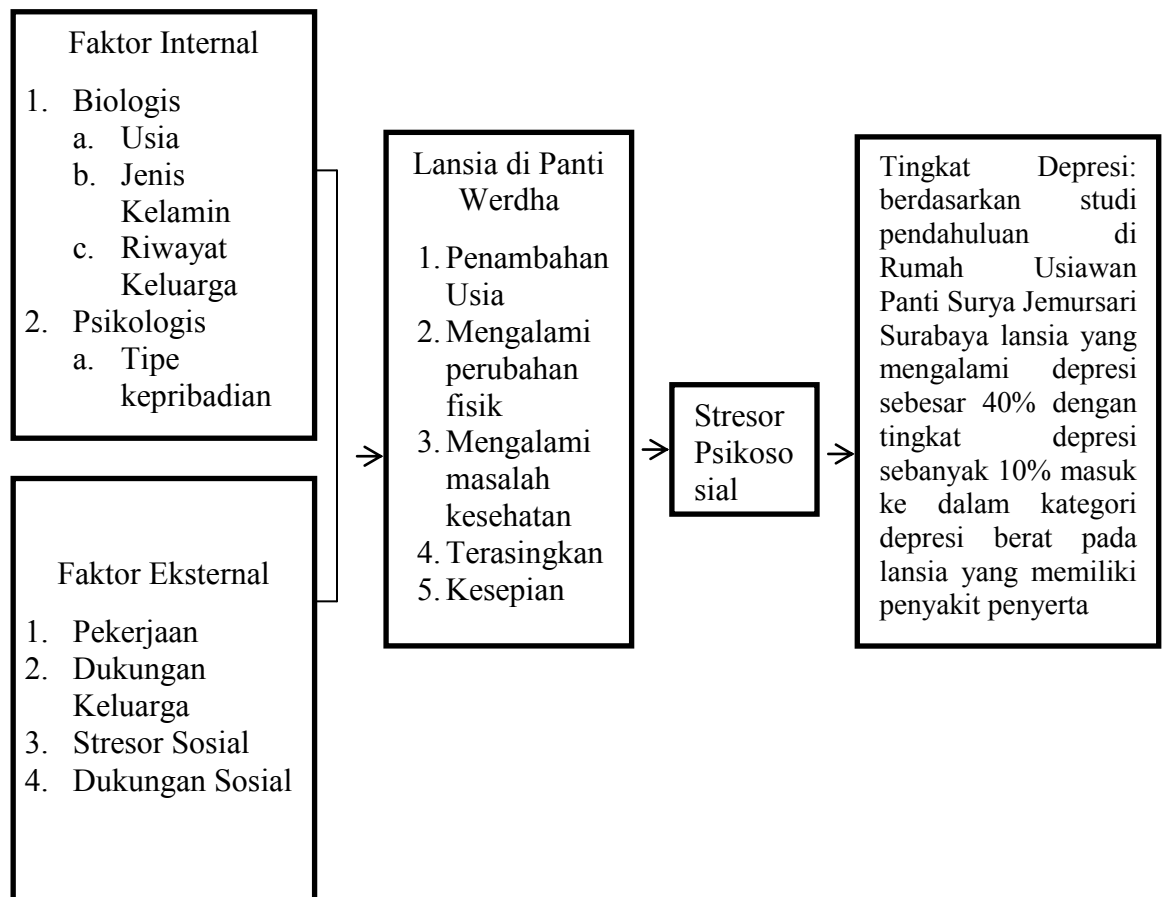 Faktor Internal
1. Biologis
a. Usia
b. Jenis
Kelamin
c. Riwayat
Keluarga
2. Psikologis
a. Tipe
kepribadian
Faktor Eksternal
1. Pekerjaan
2. Dukungan
Keluarga
3. Stresor Sosial
4. Dukungan Sosial
Lansia di Panti
Werdha
1. Penambahan
Usia
2. Mengalami
perubahan
fisik
3. Mengalami
masalah
kesehatan
4. Terasingkan
5. Kesepian
Stresor
Psikoso
sial
Tingkat Depresi:
berdasarkan studi
pendahuluan di
Rumah Usiawan
Panti Surya Jemursari
Surabaya lansia yang
mengalami depresi
sebesar 40% dengan
tingkat depresi
sebanyak 10% masuk
ke dalam kategori
depresi berat pada
lansia yang memiliki
penyakit penyerta